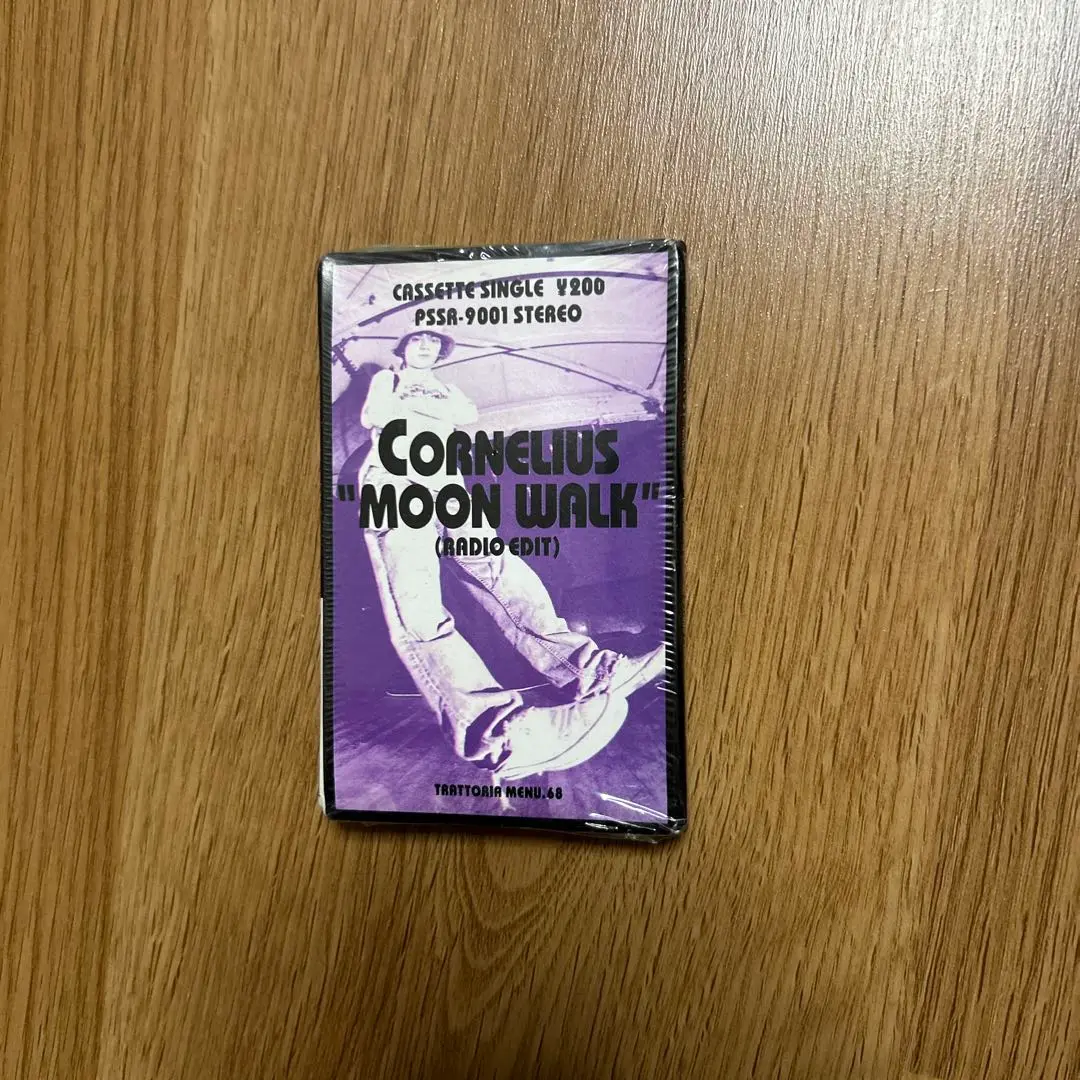 CASSETTE SINGLE ¥200
PSSR-9001 STEREO
CORNELIUS
"MOON WALK"
(RADIO EDIT)
TRATTORIA MENU.68